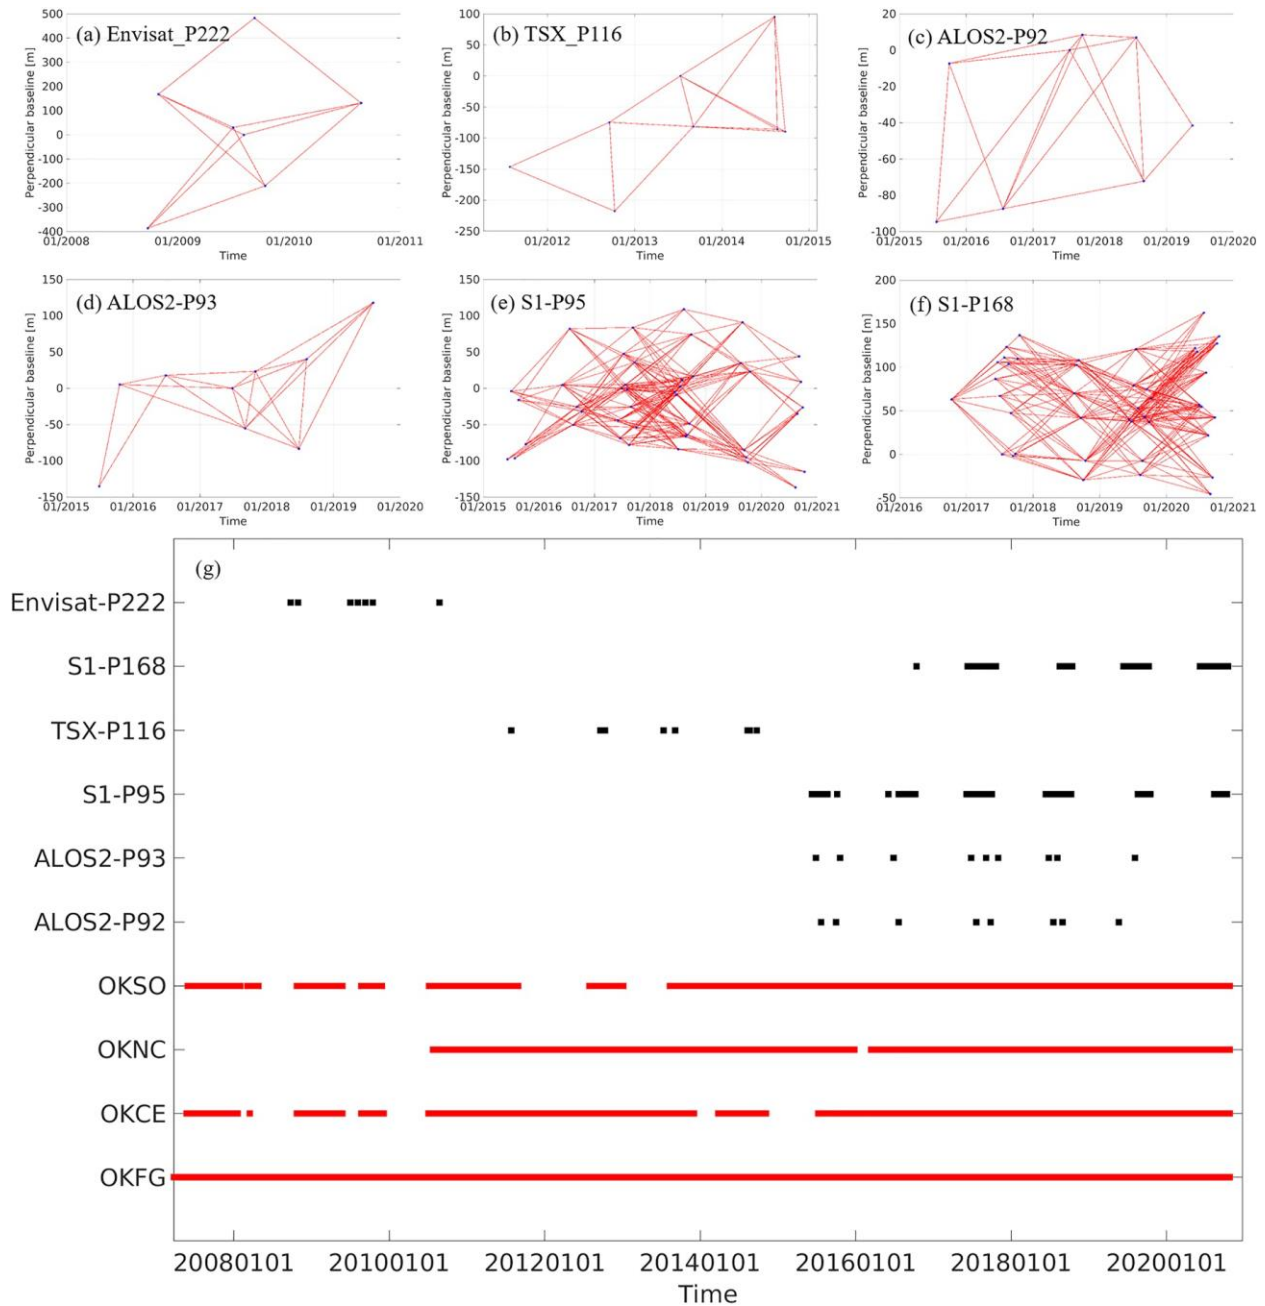 (a) Envisat_P222
Perpendicular baseline [m]
500
400
300
200
100
0
-100
-200
-300
-400
01/2008 01/2009 01/2010 01/2011
Time
(b) TSX_P116
Perpendicular baseline [m]
100
50
0
-50
-100
-150
-200
-250
01/2012 01/2013 01/2014 01/2015
Time
(c) ALOS2-P92
Perpendicular baseline [m]
20
0
-20
-40
-60
-80
-100
01/2015 01/2016 01/2017 01/2018 01/2019 01/2020
Time
(d) ALOS2-P93
Perpendicular baseline [m]
150
100
50
0
-50
-100
-150
01/2015 01/2016 01/2017 01/2018 01/2019 01/2020
Time
(e) S1-P95
Perpendicular baseline [m]
150
100
50
0
-50
-100
-150
01/2015 01/2016 01/2017 01/2018 01/2019 01/2020 01/2021
Time
(f) S1-P168
Perpendicular baseline [m]
200
150
100
50
0
-50
01/2016 01/2017 01/2018 01/2019 01/2020 01/2021
Time
(g)
Envisat-P222
S1-P168
TSX-P116
S1-P95
ALOS2-P93
ALOS2-P92
OKSO
OKNC
OKCE
OKFG
20080101 20100101 20120101 20140101 20160101 20180101 20200101
Time